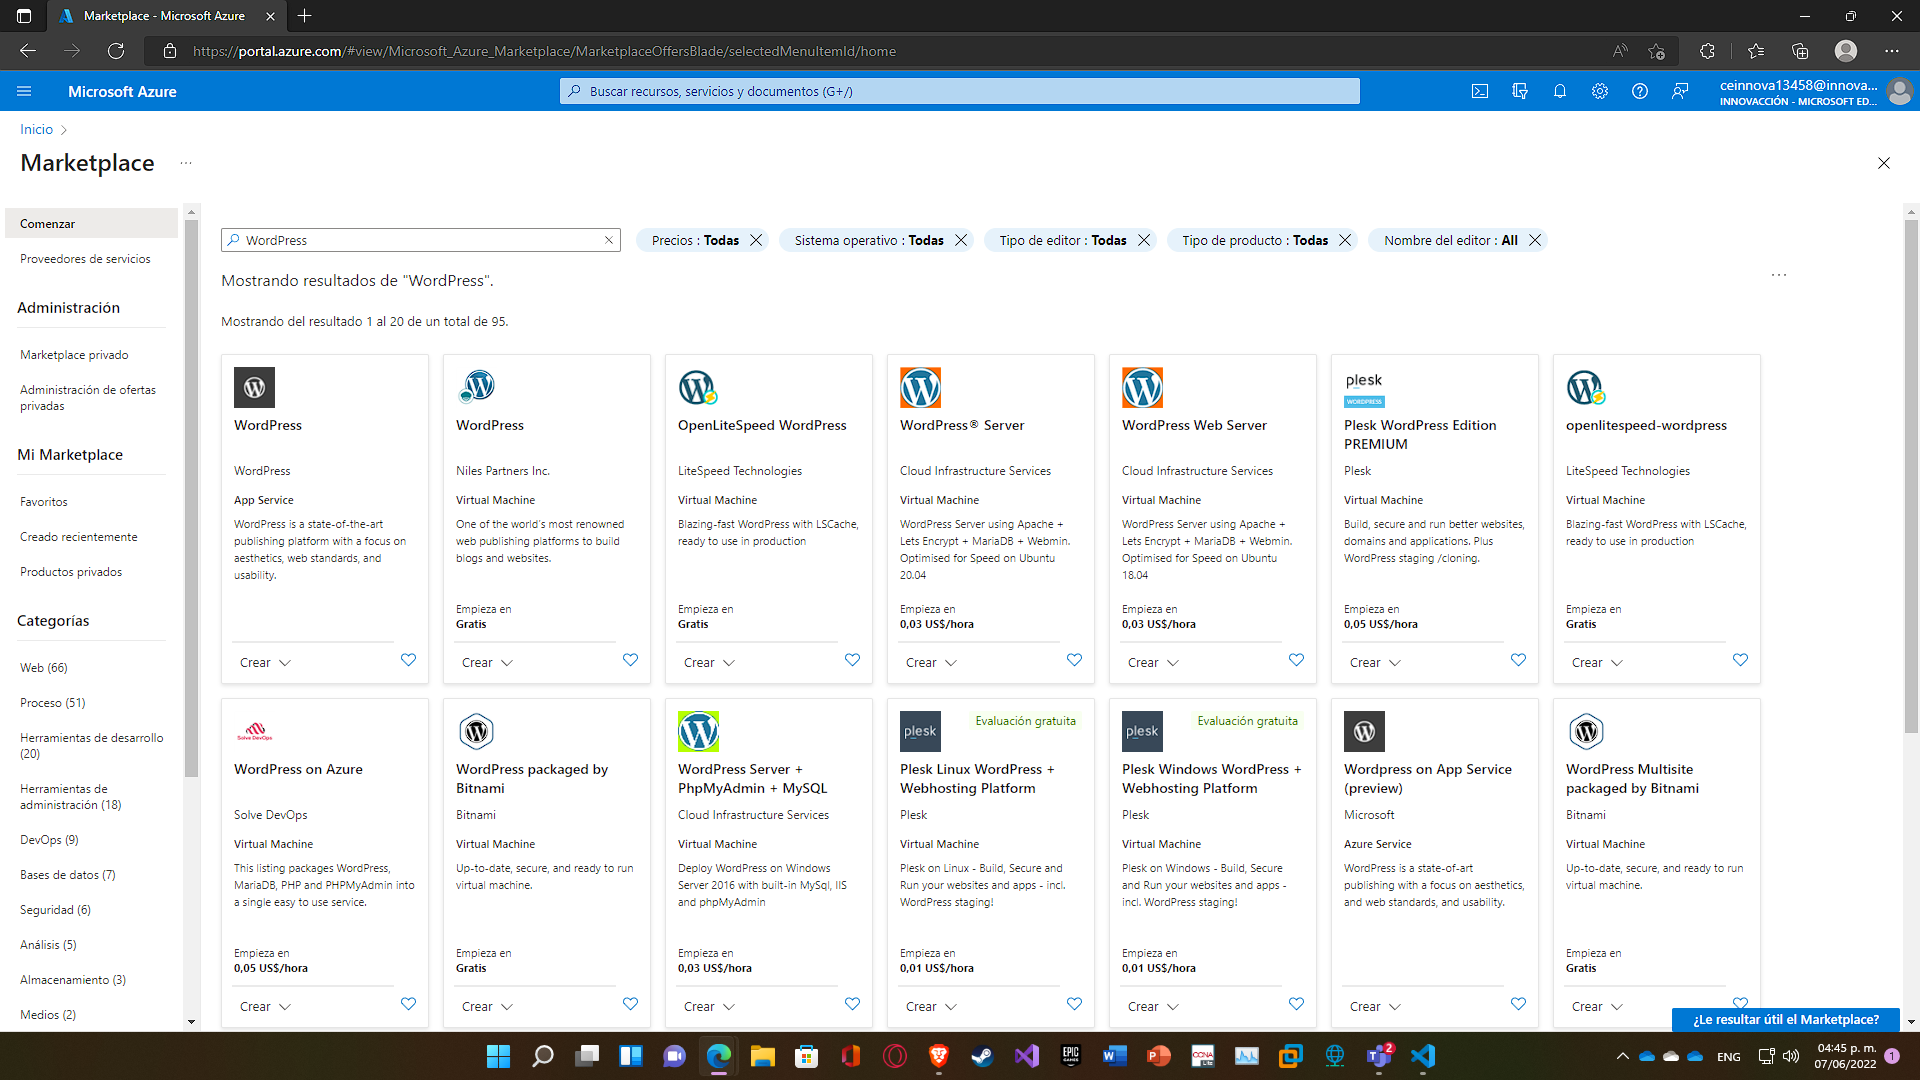 Marketplace - Microsoft Azure
https://portal.azure.com/#view/Microsoft_Azure_Marketplace/MarketplaceOffersBlade/selectedMenuItemId/home
Microsoft Azure
Buscar recursos, servicios y documentos (G+/)
ceinnova13458@innova...
INNOVACCIÓN - MICROSOFT ED...
Inicio
Marketplace
Comenzar
Proveedores de servicios
Administración
Marketplace privado
Administración de ofertas
privadas
Mi Marketplace
Favoritos
Creado recientemente
Productos privados
Categorías
Web (66)
Proceso (51)
Herramientas de desarrollo
(20)
Herramientas de
administración (18)
DevOps (9)
Bases de datos (7)
Seguridad (6)
Análisis (5)
Almacenamiento (3)
Medios (2)
WordPress
Precios : Todas
Sistema operativo : Todas
Tipo de editor : Todas
Tipo de producto : Todas
Nombre del editor : All
Mostrando resultados de "WordPress".
Mostrando del resultado 1 al 20 de un total de 95.
WordPress
WordPress
App Service
WordPress is a state-of-the-art
publishing platform with a focus on
aesthetics, web standards, and
usability.
Crear
WordPress
Niles Partners Inc.
Virtual Machine
One of the world's most renowned
web publishing platforms to build
blogs and websites.
Empieza en
Gratis
Crear
OpenLiteSpeed WordPress
LiteSpeed Technologies
Virtual Machine
Blazing-fast WordPress with LSCache,
ready to use in production
Empieza en
Gratis
Crear
WordPress® Server
Cloud Infrastructure Services
Virtual Machine
WordPress Server using Apache +
Lets Encrypt + MariaDB + Webmin.
Optimised for Speed on Ubuntu
20.04
Empieza en
0,03 US$/hora
Crear
WordPress Web Server
Cloud Infrastructure Services
Virtual Machine
WordPress Server using Apache +
Lets Encrypt + MariaDB + Webmin.
Optimised for Speed on Ubuntu
18.04
Empieza en
0,03 US$/hora
Crear
plesk
WORDPRESS
Plesk WordPress Edition
PREMIUM
Plesk
Virtual Machine
Build, secure and run better websites,
domains and applications. Plus
WordPress staging /cloning.
Empieza en
0,05 US$/hora
Crear
openlitespeed-wordpress
LiteSpeed Technologies
Virtual Machine
Blazing-fast WordPress with LSCache,
ready to use in production
Empieza en
Gratis
Crear
Solve DevOps
WordPress on Azure
Solve DevOps
Virtual Machine
This listing packages WordPress,
MariaDB, PHP and PHPMyAdmin into
a single easy to use service.
Empieza en
0,05 US$/hora
Crear
WordPress packaged by
Bitnami
Bitnami
Virtual Machine
Up-to-date, secure, and ready to run
virtual machine.
Empieza en
Gratis
Crear
WordPress Server +
PhpMyAdmin + MySQL
Cloud Infrastructure Services
Virtual Machine
Deploy WordPress on Windows
Server 2016 with built-in MySql, IIS
and phpMyAdmin
Empieza en
0,03 US$/hora
Crear
plesk
Evaluación gratuita
Plesk Linux WordPress +
Webhosting Platform
Plesk
Virtual Machine
Plesk on Linux - Build, Secure and
Run your websites and apps - incl.
WordPress staging!
Empieza en
0,01 US$/hora
Crear
plesk
Evaluación gratuita
Plesk Windows WordPress +
Webhosting Platform
Plesk
Virtual Machine
Plesk on Windows - Build, Secure
and Run your websites and apps -
incl. WordPress staging!
Empieza en
0,01 US$/hora
Crear
Wordpress on App Service
(preview)
Microsoft
Azure Service
WordPress is a state-of-art
publishing with a focus on aesthetics,
and web standards, and usability.
Crear
WordPress Multisite
packaged by Bitnami
Bitnami
Virtual Machine
Up-to-date, secure, and ready to run
virtual machine.
Empieza en
Gratis
Crear
¿Le resultar útil el Marketplace?
EPIC
GAMES
CCNA
2
ENG
04:45 p. m.
07/06/2022
1